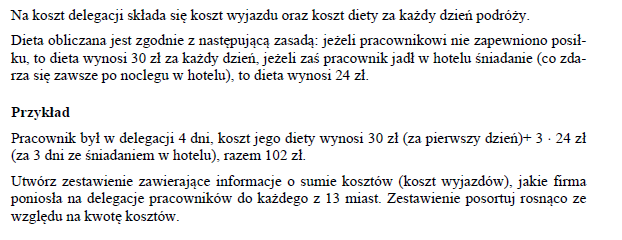 Na koszt delegacji składa się koszt wyjazdu oraz koszt diety za każdy dzień podróży.
Dieta obliczana jest zgodnie z następującą zasadą: jeżeli pracownikowi nie zapewniono posił-
ku, to dieta wynosi 30 zł za każdy dzień, jeżeli zaś pracownik jadł w hotelu śniadanie (co zda-
rza się zawsze po noclegu w hotelu), to dieta wynosi 24 zł.
Przykład
Pracownik był w delegacji 4 dni, koszt jego diety wynosi 30 zł (za pierwszy dzień)+ 3 · 24 zł
(za 3 dni ze śniadaniem w hotelu), razem 102 zł.
Utwórz zestawienie zawierające informacje o sumie kosztów (koszt wyjazdów), jakie firma
poniosła na delegacje pracowników do każdego z 13 miast. Zestawienie posortuj rosnąco ze
względu na kwotę kosztów.